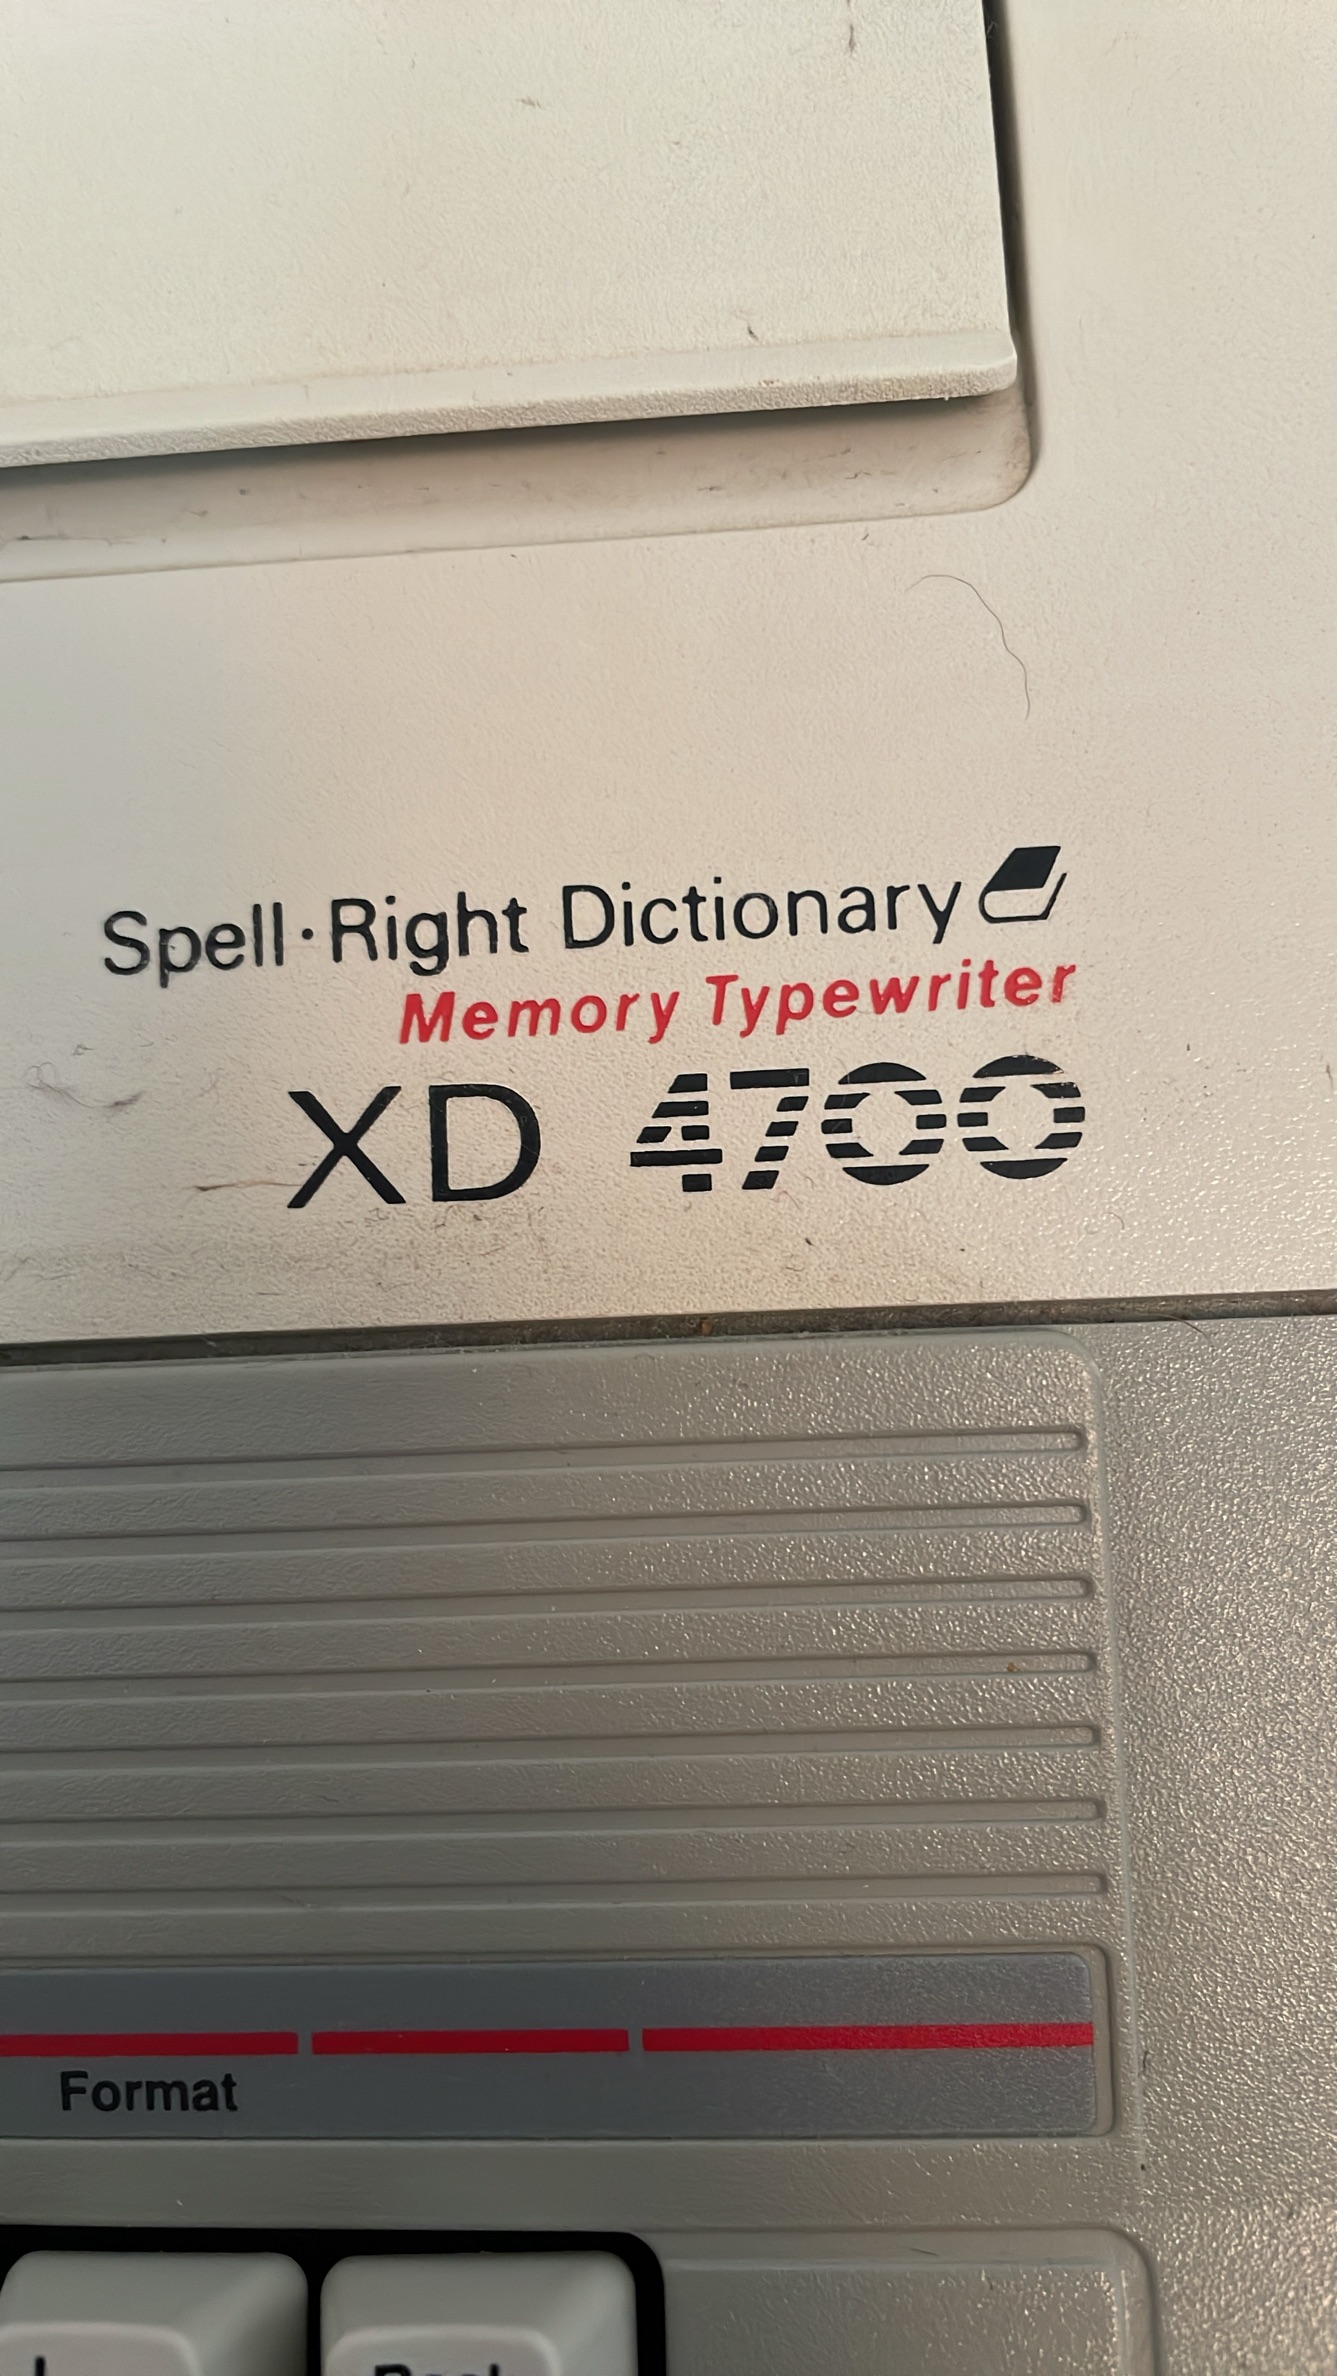 Spell·Right Dictionary
Memory Typewriter
XD 4700
Format